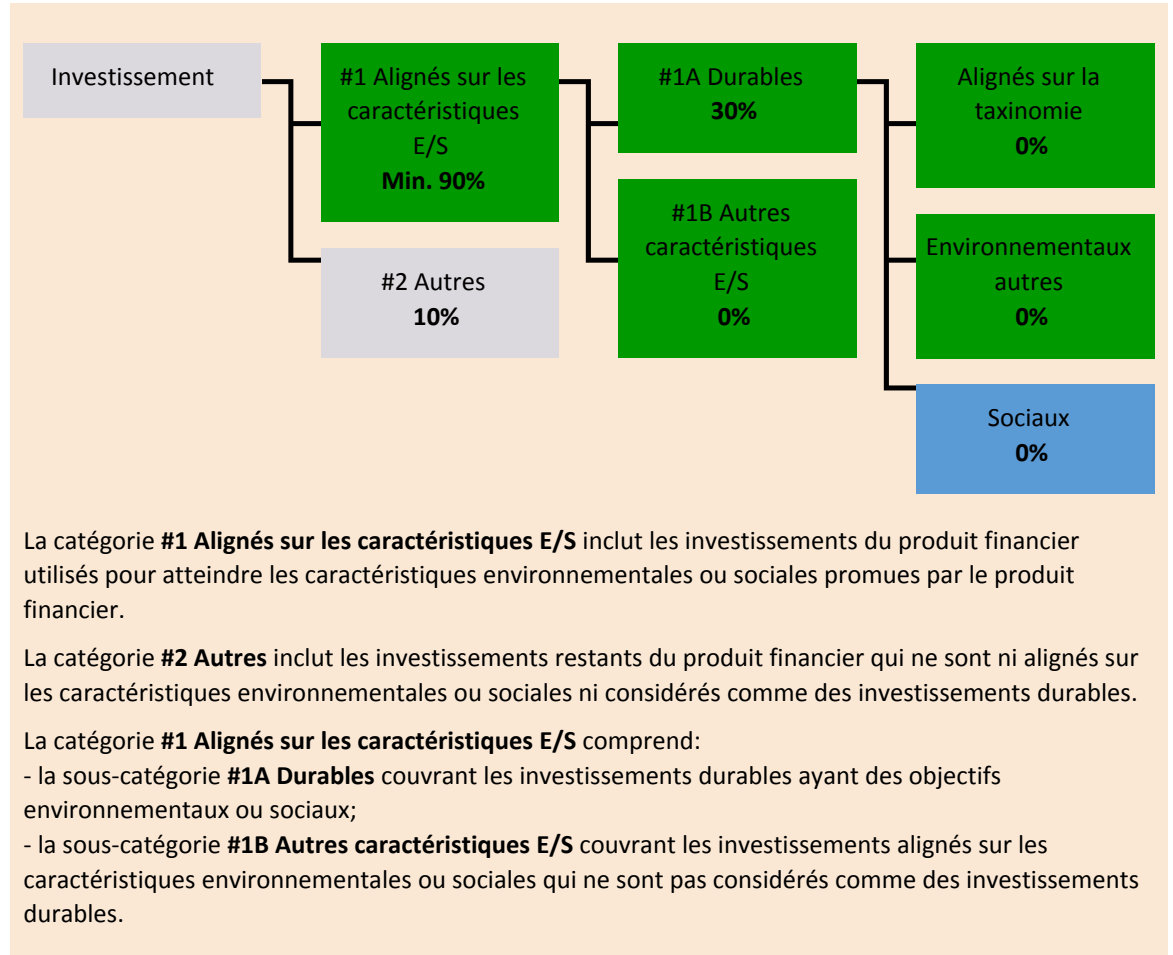 Investissement
#1 Alignés sur les
caractéristiques
E/S
Min. 90%
#2 Autres
10%
#1A Durables
30%
#1B Autres
caractéristiques
E/S
0%
Alignés sur la
taxinomie
0%
Environnementaux
autres
0%
Sociaux
0%
La catégorie #1 Alignés sur les caractéristiques E/S inclut les investissements du produit financier
utilisés pour atteindre les caractéristiques environnementales ou sociales promues par le produit
financier.
La catégorie #2 Autres inclut les investissements restants du produit financier qui ne sont ni alignés sur
les caractéristiques environnementales ou sociales ni considérés comme des investissements durables.
La catégorie #1 Alignés sur les caractéristiques E/S comprend:
- la sous-catégorie #1A Durables couvrant les investissements durables ayant des objectifs
environnementaux ou sociaux;
- la sous-catégorie #1B Autres caractéristiques E/S couvrant les investissements alignés sur les
caractéristiques environnementales ou sociales qui ne sont pas considérés comme des investissements
durables.